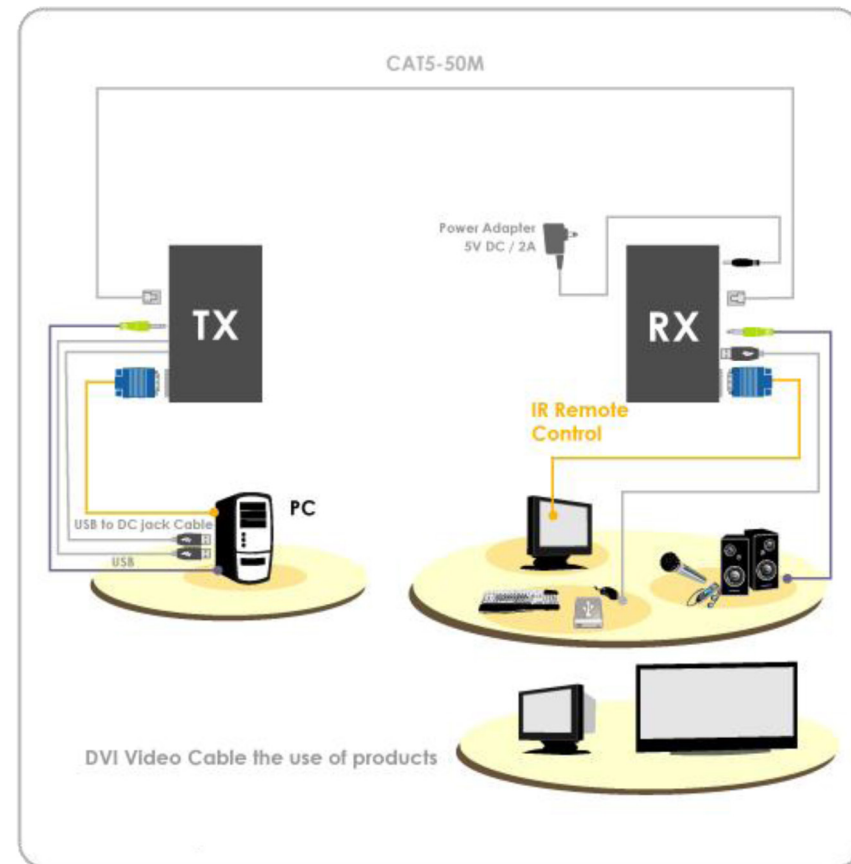 CAT5-50M
Power Adapter
5V DC / 2A
TX
RX
IR Remote
Control
PC
USB to DC jack Cable
USB
DVI Video Cable the use of products